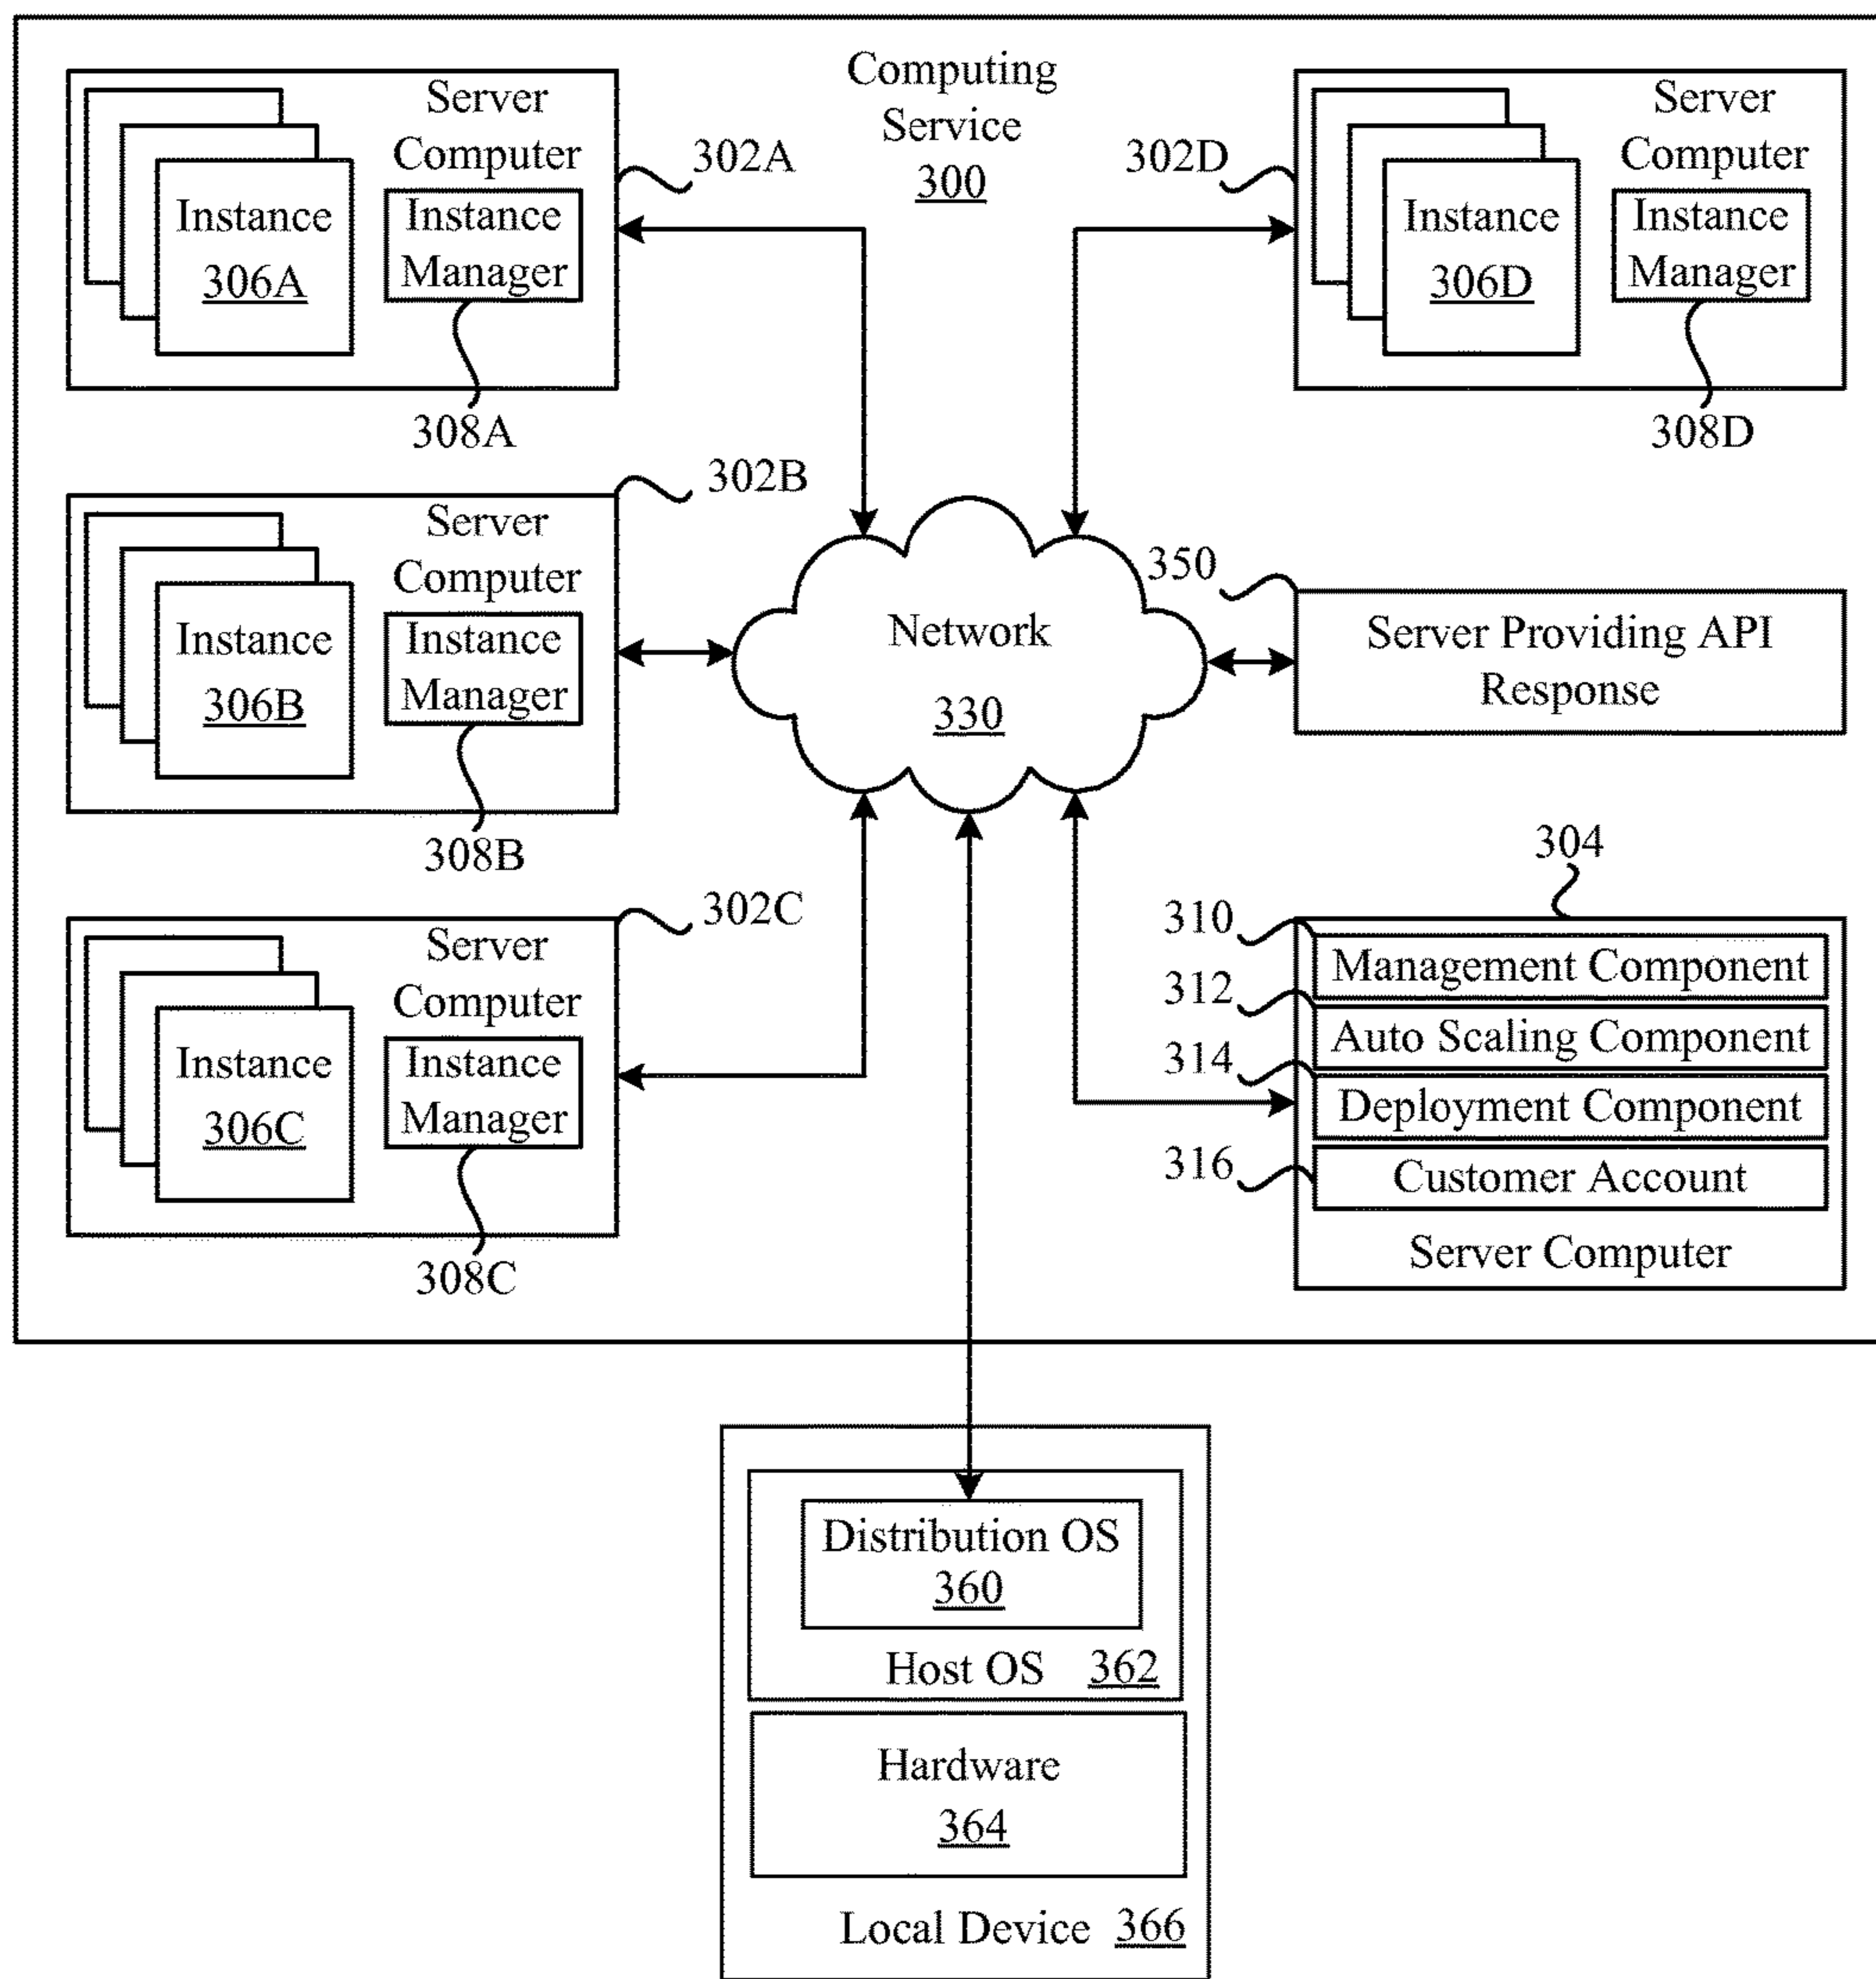 Computing
Service
300
Server
Computer
302A
Instance
306A
Instance
Manager
308A
Server
Computer
302D
Instance
306D
Instance
Manager
308D
Server
Computer
302B
Instance
306B
Instance
Manager
308B
Network
330
350
Server Providing API
Response
Server
Computer
302C
Instance
306C
Instance
Manager
308C
304
310
Management Component
312
Auto Scaling Component
314
Deployment Component
316
Customer Account
Server Computer
Distribution OS
360
Host OS 362
Hardware
364
Local Device 366